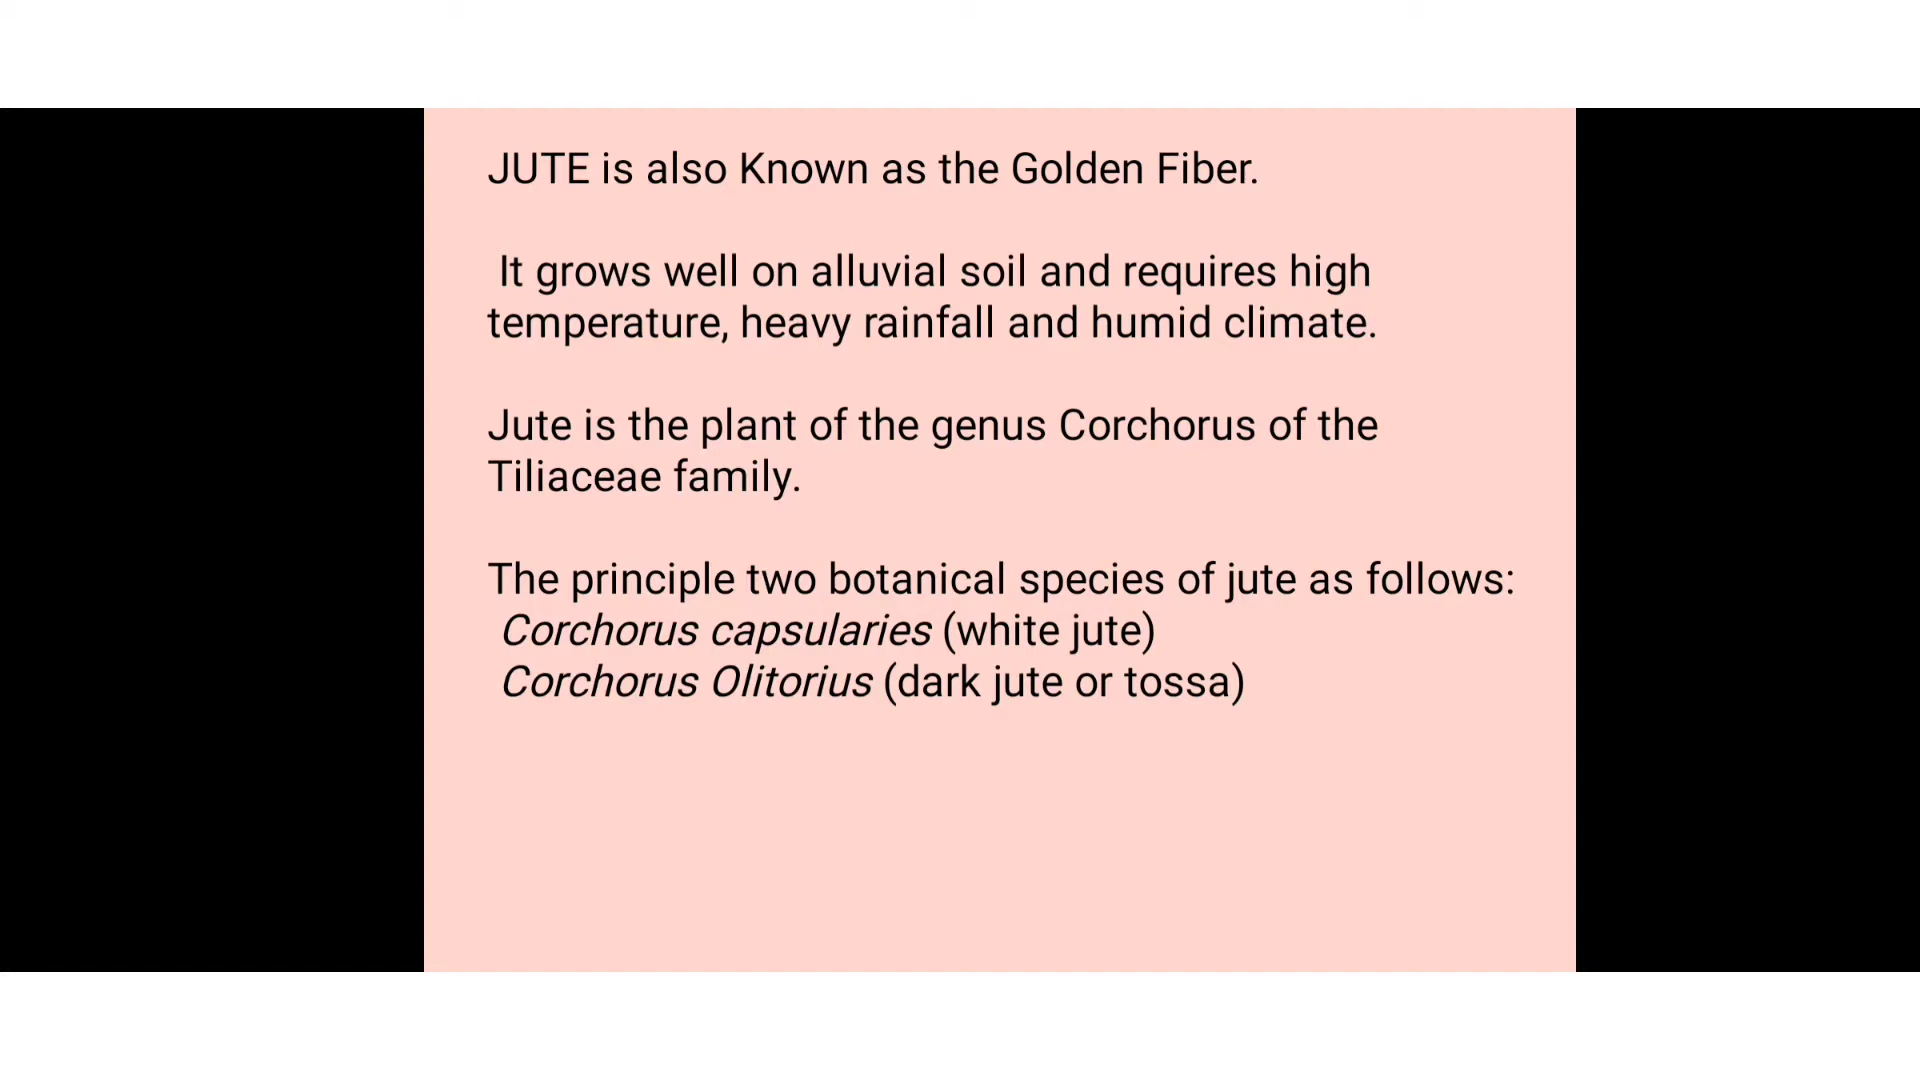 JUTE is also Known as the Golden Fiber.
It grows well on alluvial soil and requires high
temperature, heavy rainfall and humid climate.
Jute is the plant of the genus Corchorus of the
Tiliaceae family.
The principle two botanical species of jute as follows:
Corchorus capsularies (white jute)
Corchorus Olitorius (dark jute or tossa)